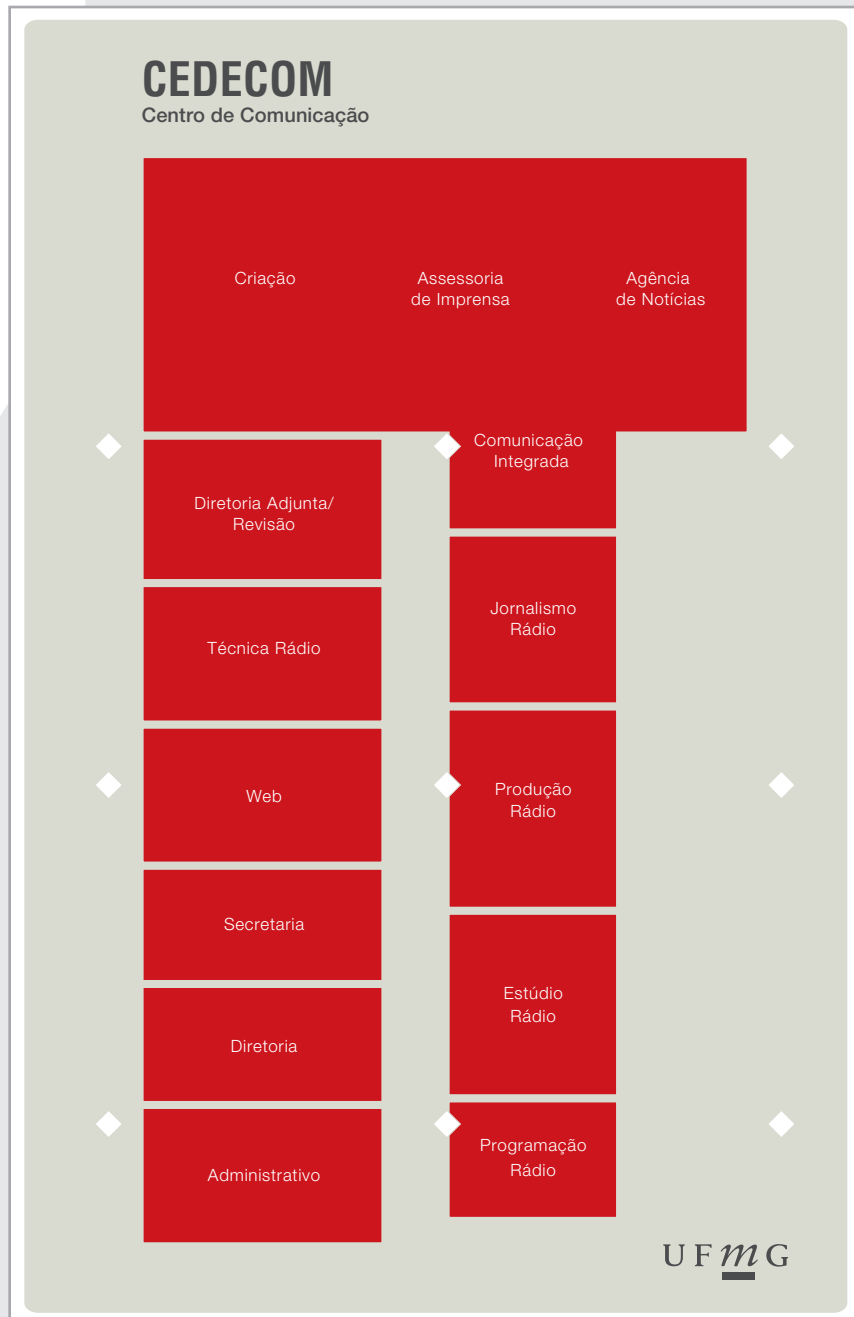 CEDECOM
Centro de Comunicação
Criação
Assessoria
de Imprensa
Agência
de Notícias
Comunicação
Integrada
Diretoria Adjunta/
Revisão
Jornalismo
Rádio
Técnica Rádio
Produção
Rádio
Web
Secretaria
Estúdio
Rádio
Diretoria
Programação
Rádio
Administrativo
UFmG